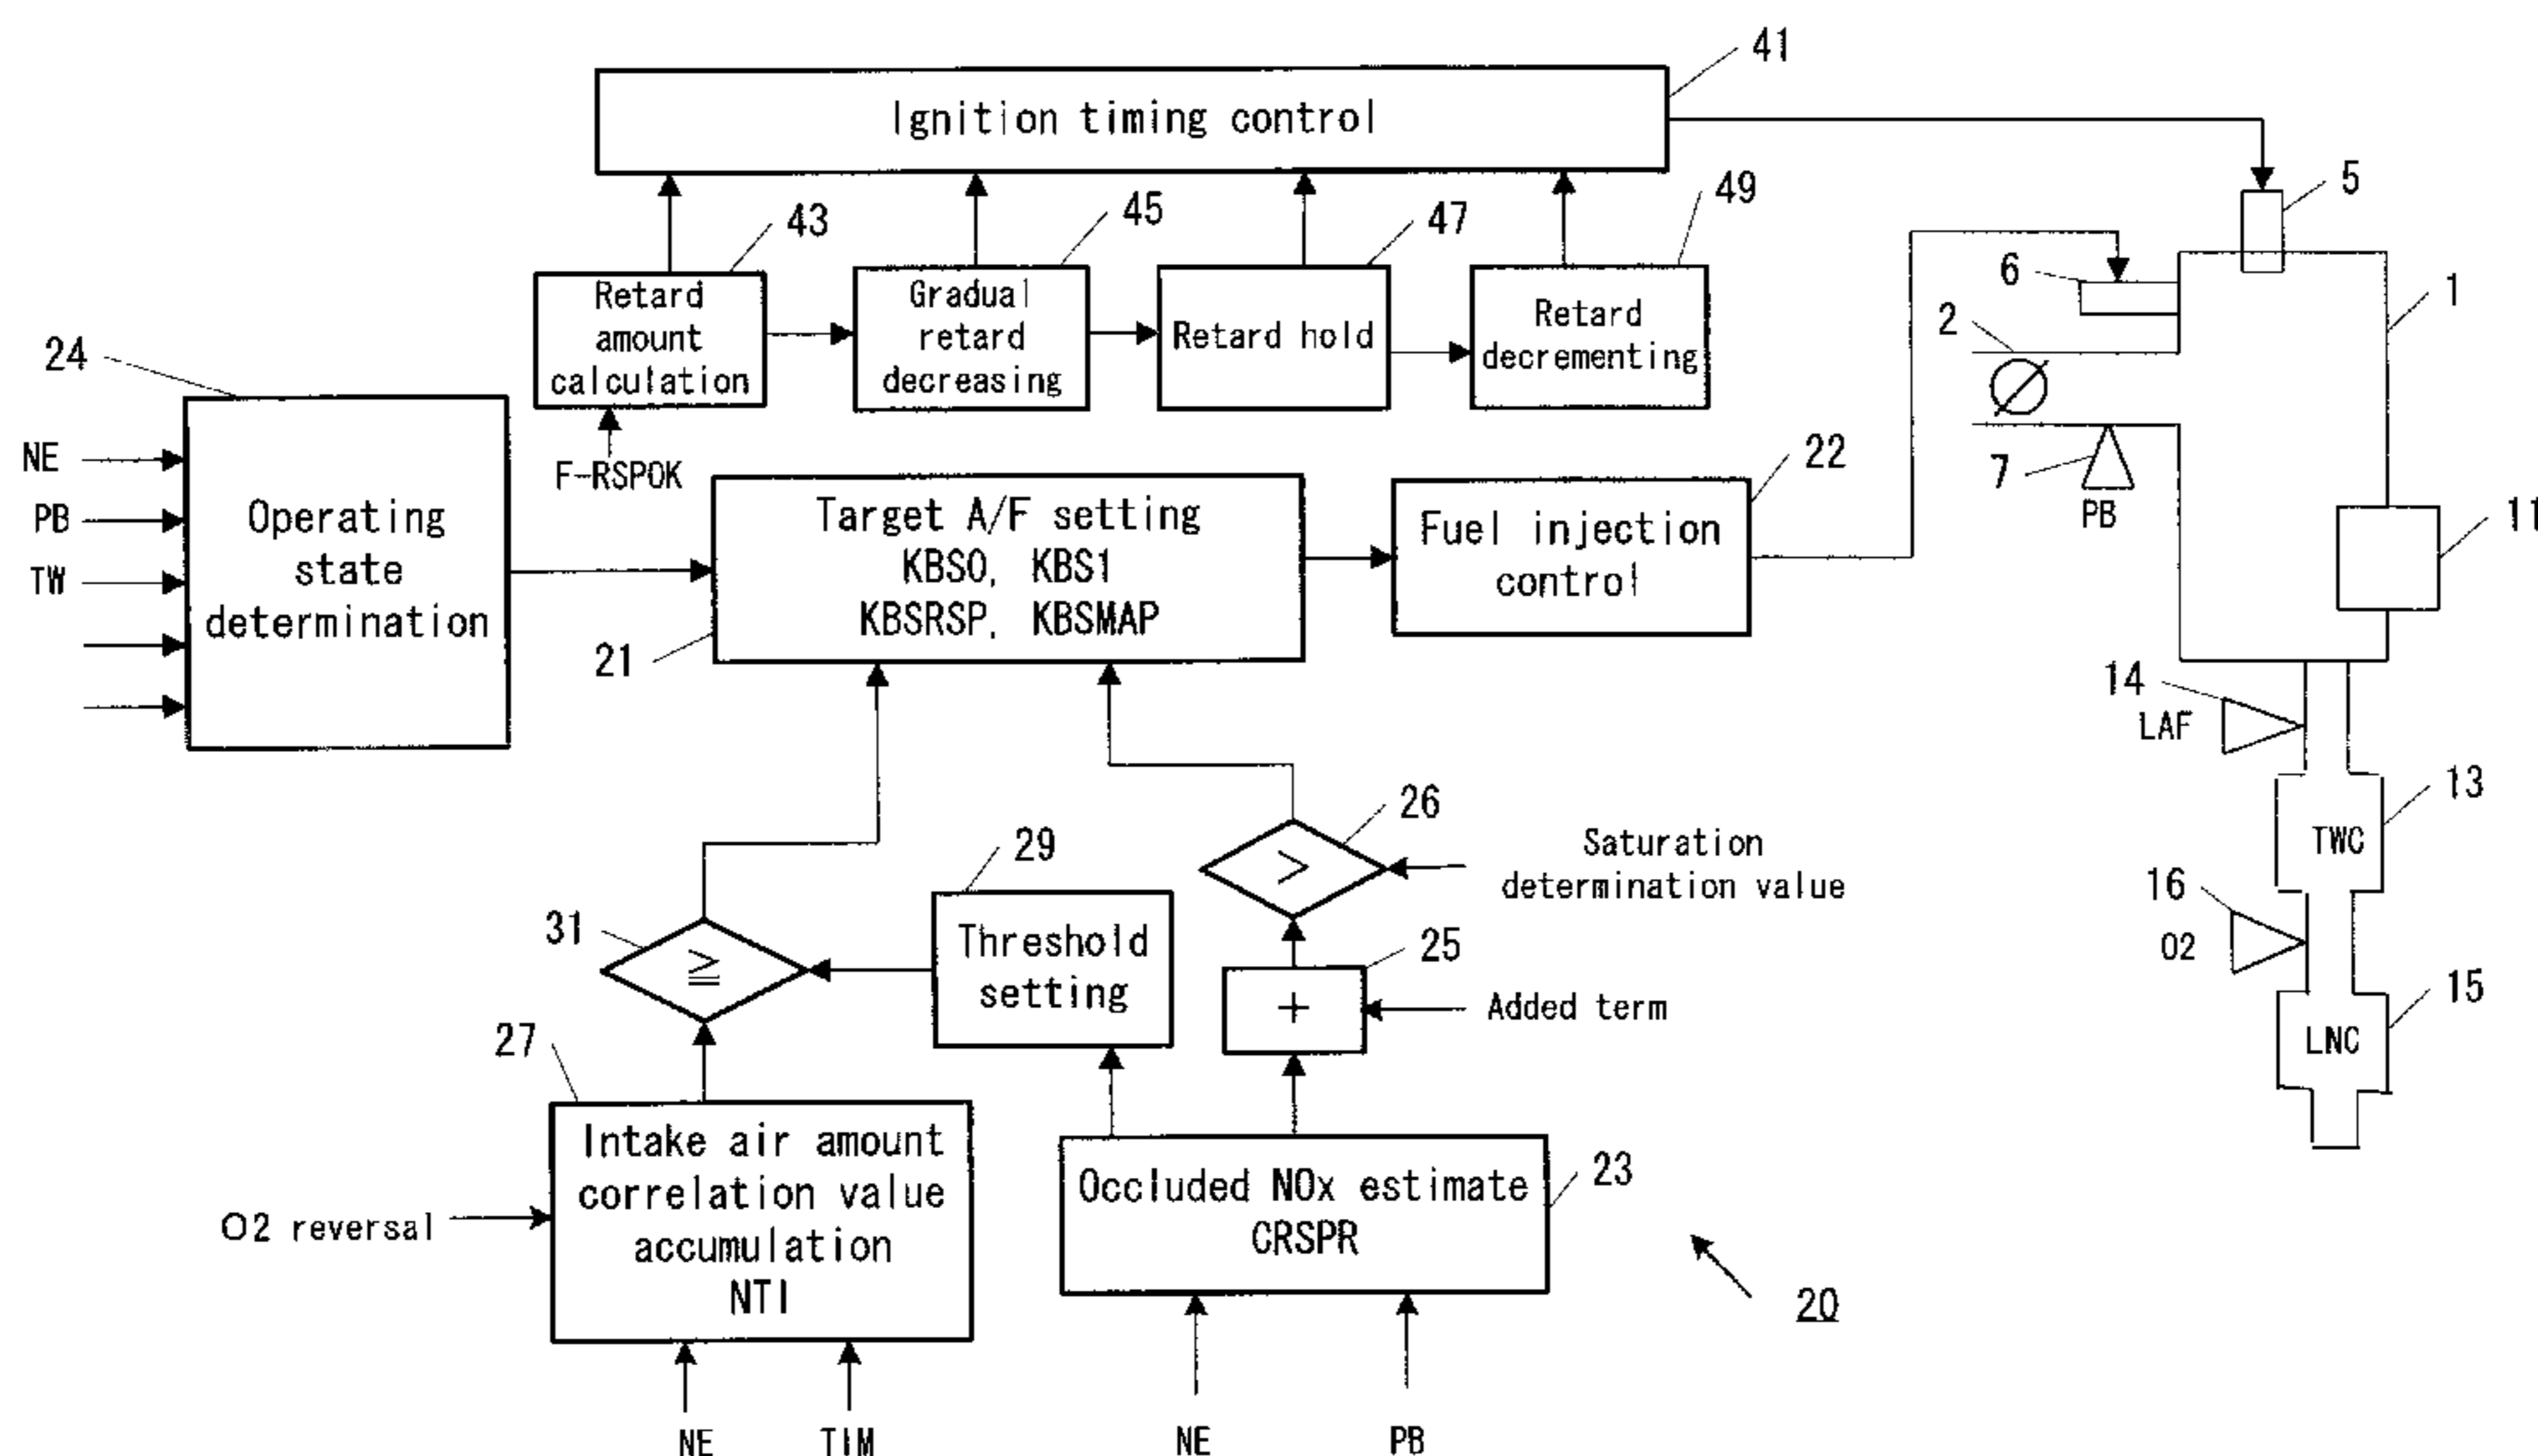 41
Ignition timing control
5
43
45
47
49
6
1
2
Retard
amount
calculation
Gradual
retard
decreasing
Retard hold
Retard
decrementing
24
F-RSPOK
22
7
PB
11
NE
PB
TW
Operating
state
determination
Target A/F setting
KBS0, KBS1
KBSRSP, KBSMAP
21
Fuel injection
control
14
LAF
13
TWC
26
>
Saturation
determination value
29
Threshold
setting
31
≧
16
O2
25
+
Added term
15
LNC
27
Intake air amount
correlation value
accumulation
NTI
O2 reversal
Occluded NOx estimate
CRSPR
23
20
NE
TIM
NE
PB